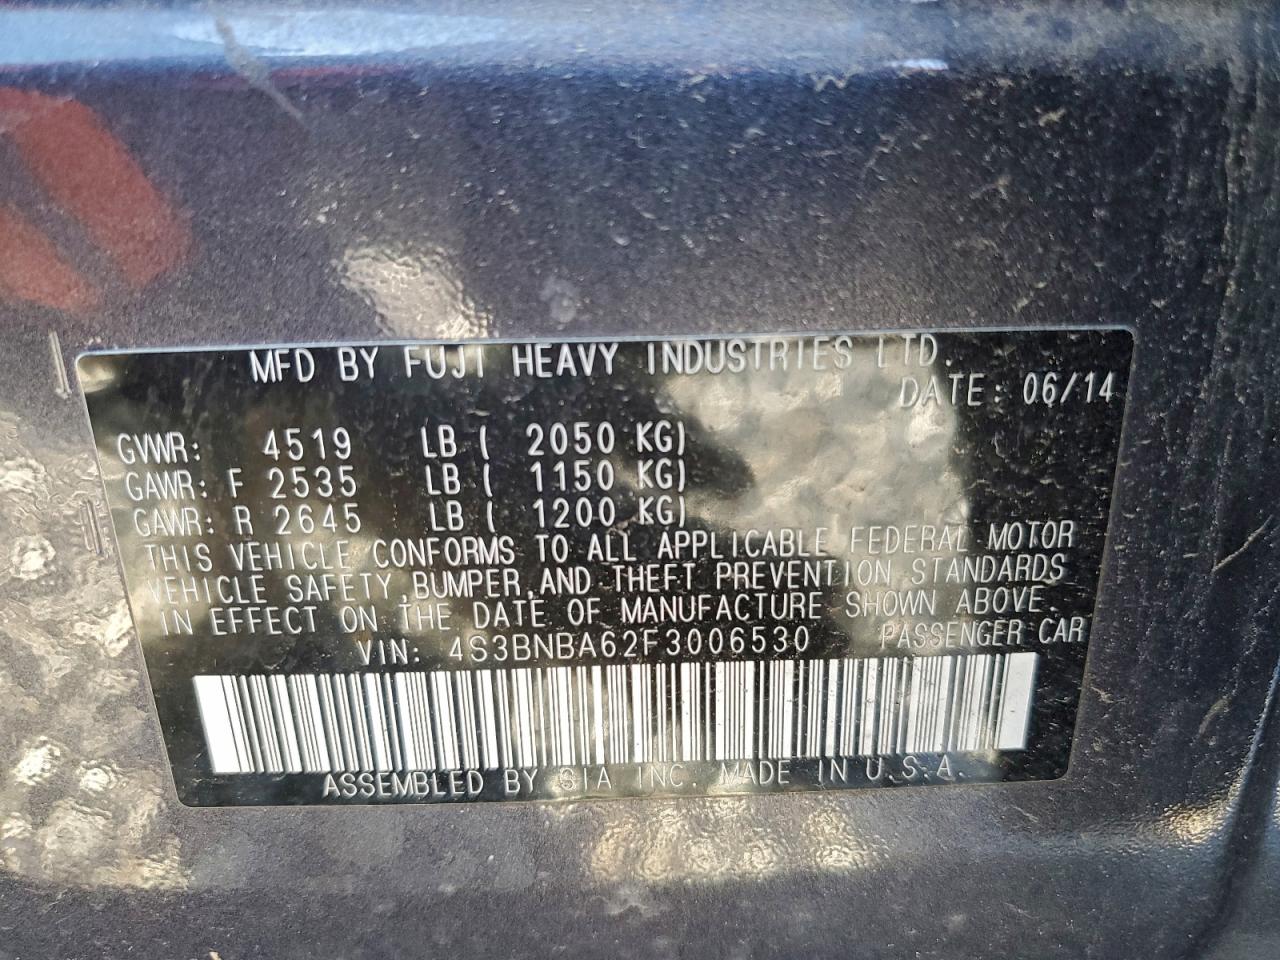 MFD BY FUJI HEAVY INDUSTRIES LTD.
DATE: 06/14
GVWR: 4519 LB ( 2050 KG)
GAWR: F 2535 LB ( 1150 KG)
GAWR: R 2645 LB ( 1200 KG)
THIS VEHICLE CONFORMS TO ALL APPLICABLE FEDERAL MOTOR
VEHICLE SAFETY,BUMPER,AND THEFT PREVENTION STANDARDS
IN EFFECT ON THE DATE OF MANUFACTURE SHOWN ABOVE.
VIN: 4S3BNBA62F3006530 PASSENGER CAR
ASSEMBLED BY SIA INC. MADE IN U.S.A.